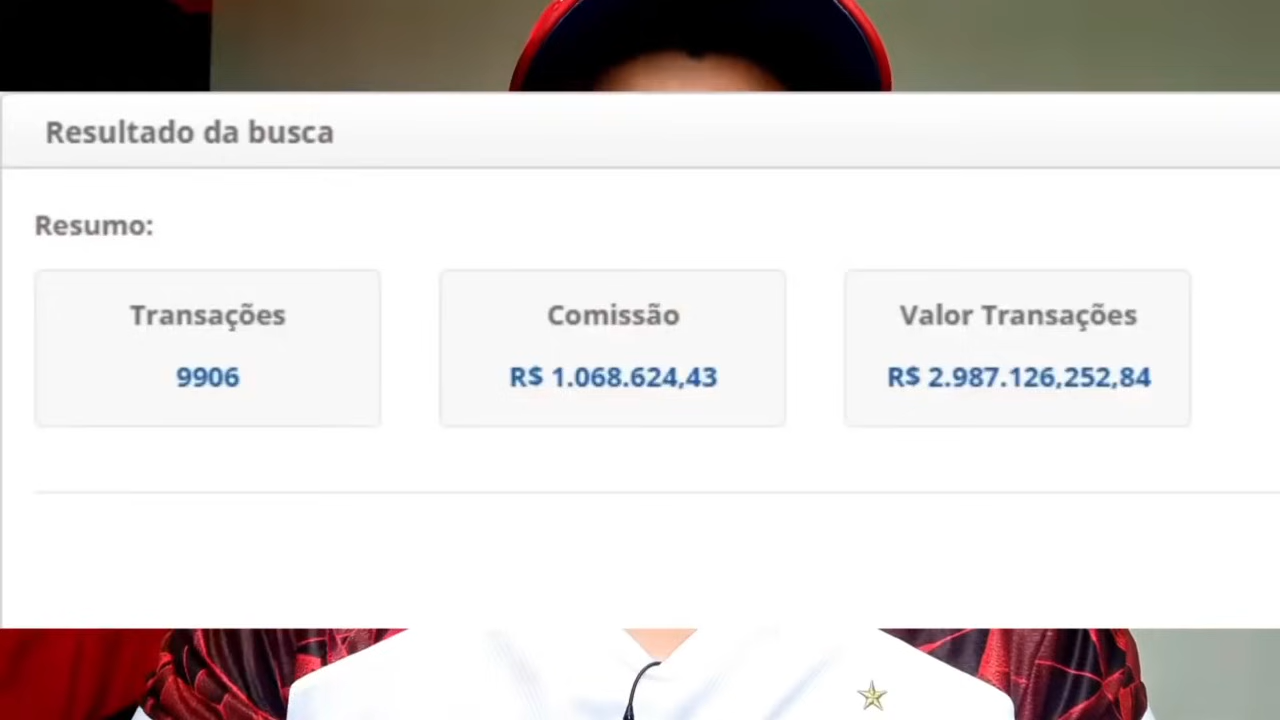 Resultado da busca
Resumo:
Transações
9906
Comissão
R$ 1.068.624,43
Valor Transações
R$ 2.987.126,252,84